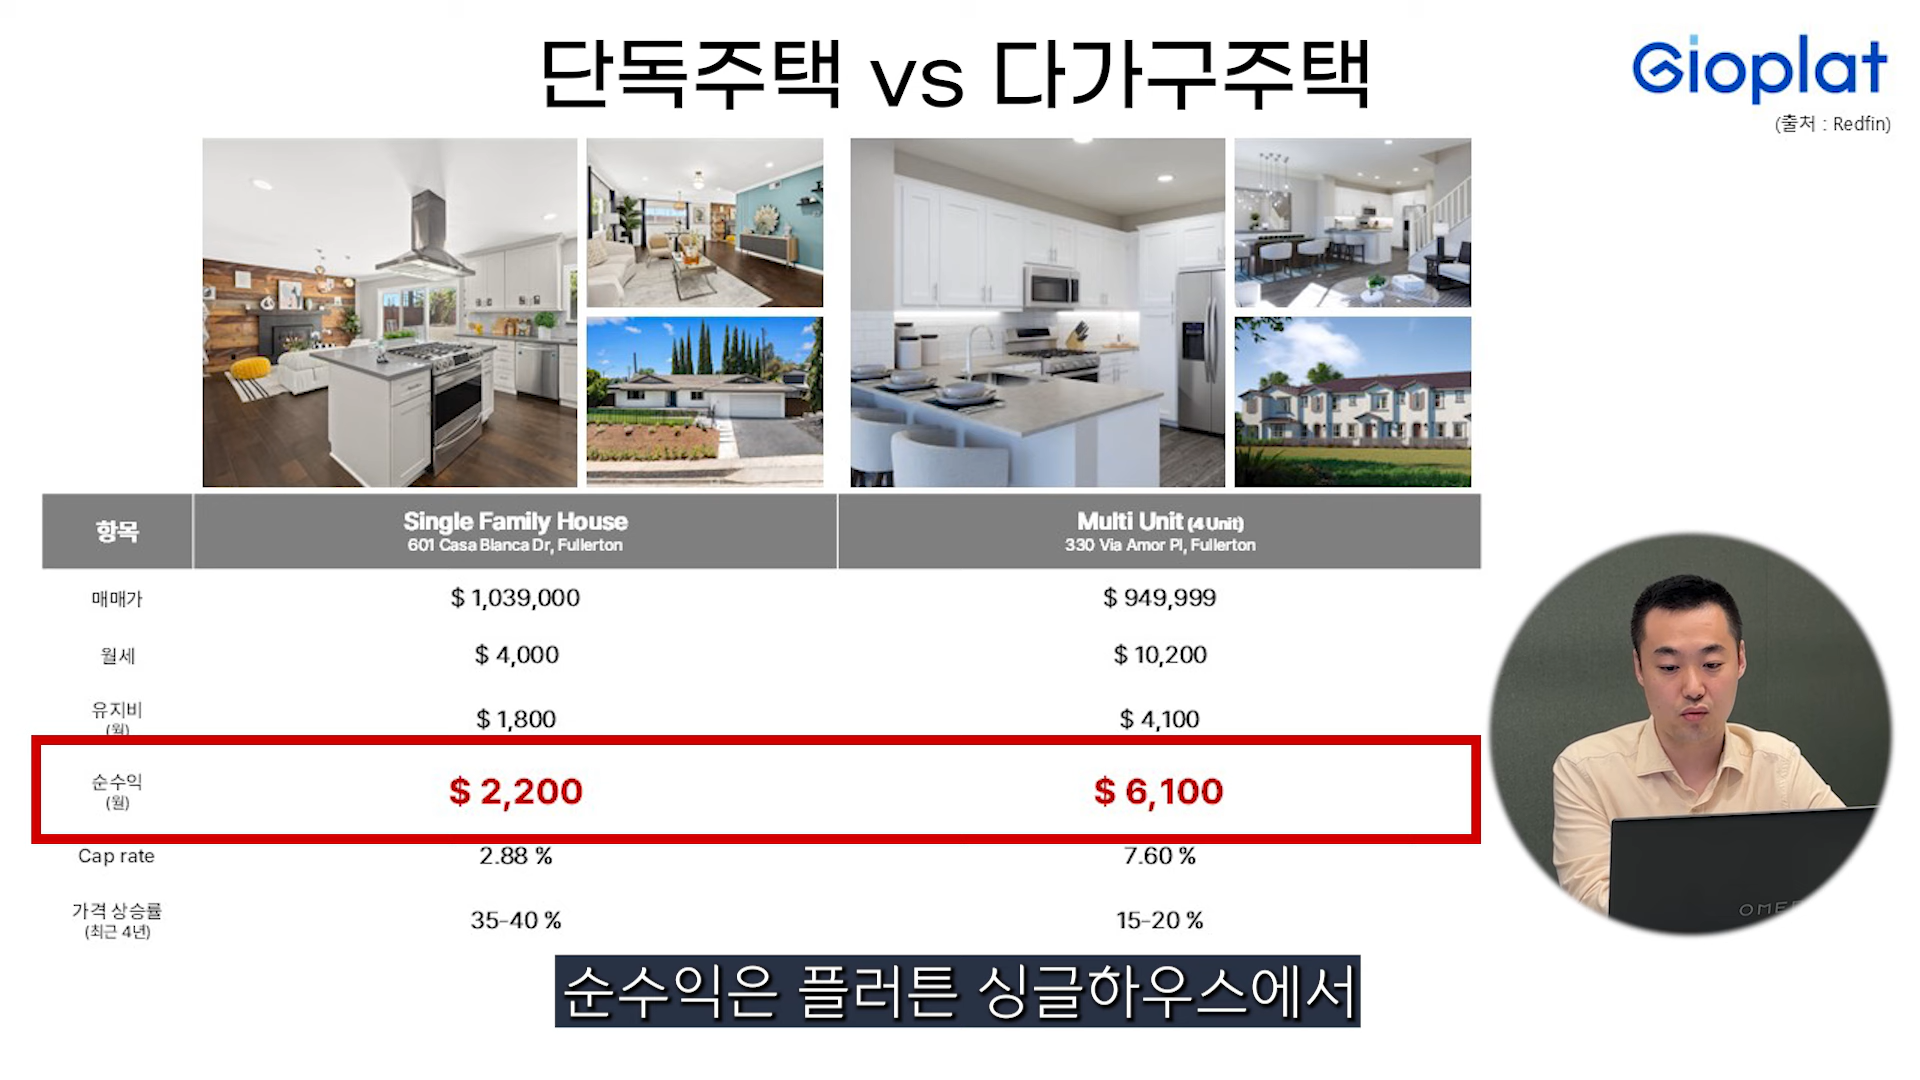 단독주택 vs 다가구주택
Gioplat
(출처 : Redfin)
항목
Single Family House
601 Casa Blanca Dr, Fullerton
Multi Unit (4 Unit)
330 Via Amor Pl, Fullerton
매매가
$ 1,039,000
$ 949,999
월세
$ 4,000
$ 10,200
유지비
(월)
$ 1,800
$ 4,100
순수익
(월)
$ 2,200
$ 6,100
Cap rate
2.88 %
7.60 %
가격 상승률
(최근 4년)
35-40 %
15-20 %
순수익은 플러튼 싱글하우스에서